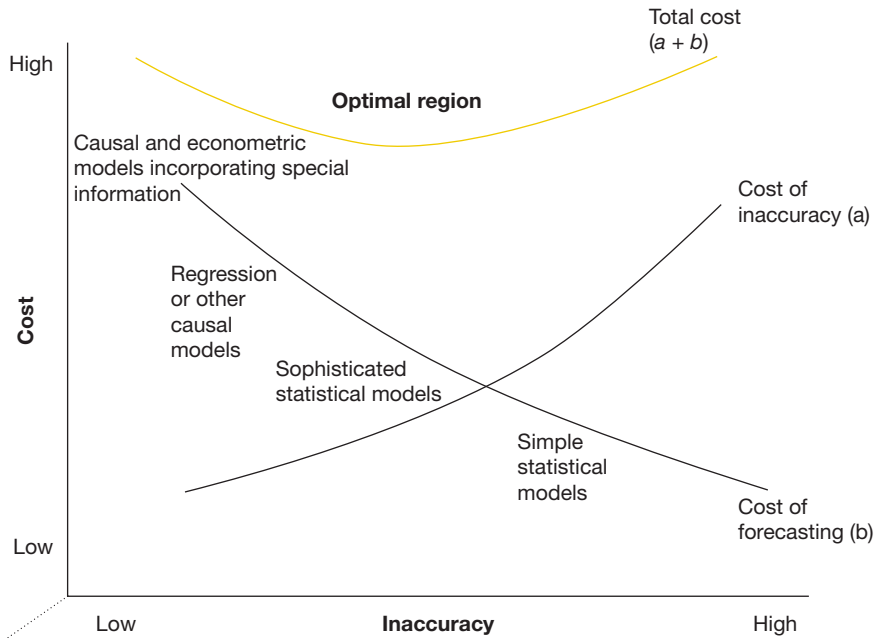 Total cost
(a + b)
High
Optimal region
Causal and econometric
models incorporating special
information
Cost of
inaccuracy (a)
Regression
or other
causal
models
Cost
Sophisticated
statistical models
Simple
statistical
models
Cost of
forecasting (b)
Low
Low
Inaccuracy
High